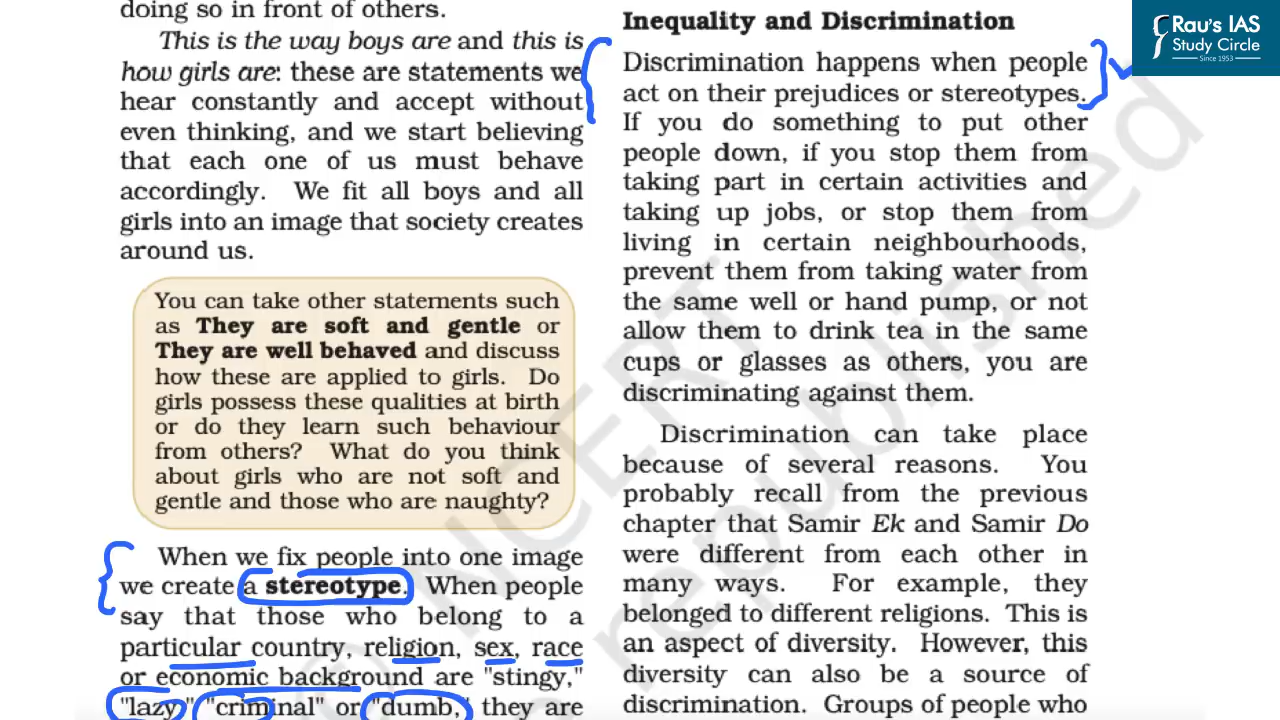 doing so in front of others.
This is the way boys are and this is
how girls are: these are statements we
hear constantly and accept without
even thinking, and we start believing
that each one of us must behave
accordingly. We fit all boys and all
girls into an image that society creates
around us.
You can take other statements such
as They are soft and gentle or
They are well behaved and discuss
how these are applied to girls. Do
girls possess these qualities at birth
or do they learn such behaviour
from others? What do you think
about girls who are not soft and
gentle and those who are naughty?
When we fix people into one image
we create a stereotype. When people
say that those who belong to a
particular country, religion, sex, race
or economic background are "stingy,"
"lazy," "criminal" or "dumb," they are
Inequality and Discrimination
Discrimination happens when people
act on their prejudices or stereotypes.
If you do something to put other
people down, if you stop them from
taking part in certain activities and
taking up jobs, or stop them from
living in certain neighbourhoods,
prevent them from taking water from
the same well or hand pump, or not
allow them to drink tea in the same
cups or glasses as others, you are
discriminating against them.
Discrimination can take place
because of several reasons. You
probably recall from the previous
chapter that Samir Ek and Samir Do
were different from each other in
many ways. For example, they
belonged to different religions. This is
an aspect of diversity. However, this
diversity can also be a source of
discrimination. Groups of people who
Rau's IAS
Study Circle
Since 1953
© NCERT
republished